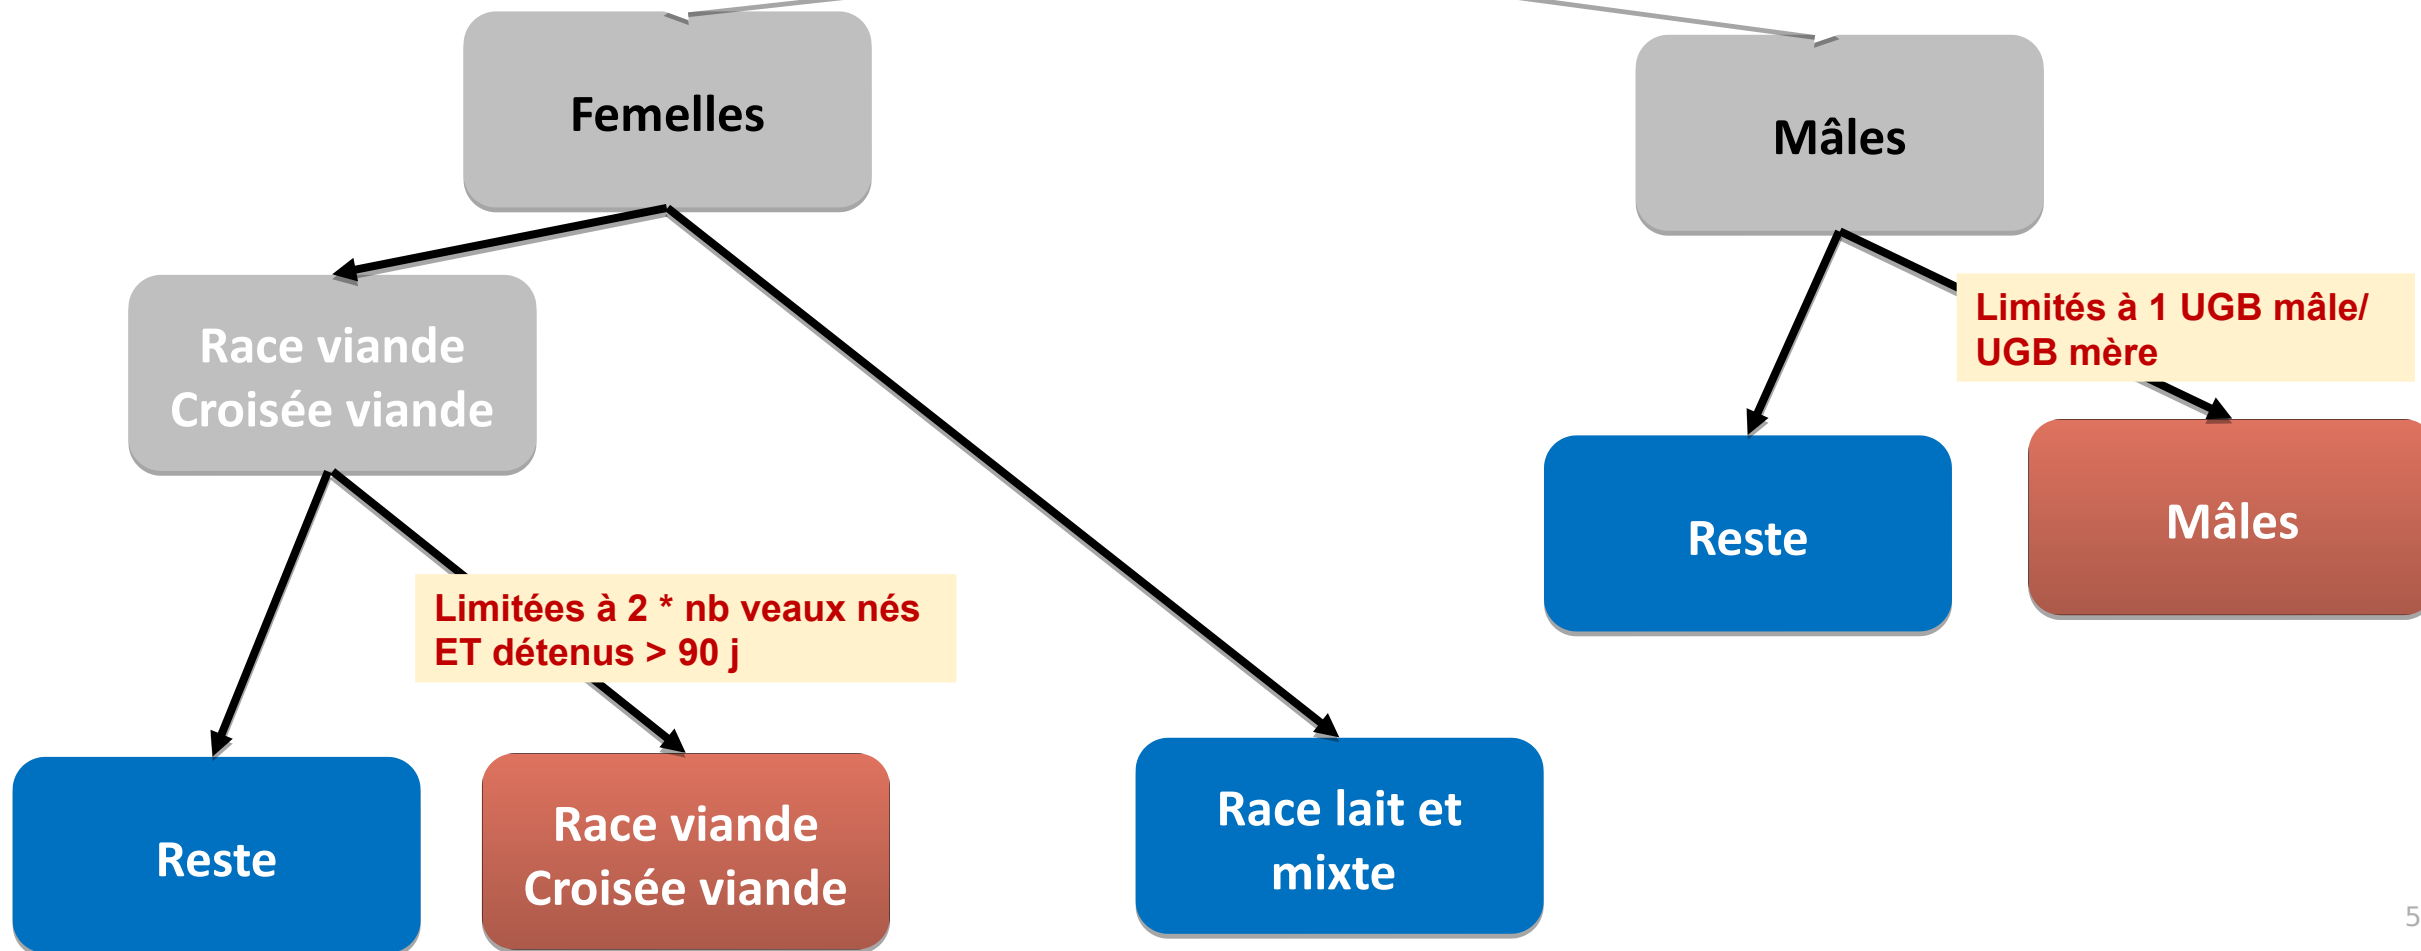 Femelles
Mâles
Race viande
Croisée viande
Limités à 1 UGB mâle/
UGB mère
Reste
Mâles
Limitées à 2 * nb veaux nés
ET détenus > 90 j
Reste
Race viande
Croisée viande
Race lait et
mixte
5